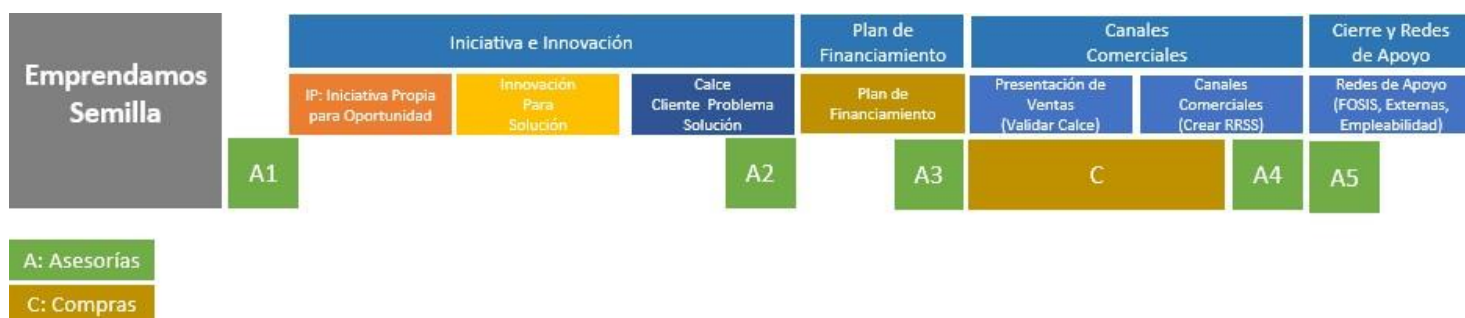 Emprendamos
Semilla
Iniciativa e Innovación
Plan de
Financiamiento
Canales
Comerciales
Cierre y Redes
de Apoyo
IP: Iniciativa Propia
para Oportunidad
Innovación
Para
Solución
Calce
Cliente Problema
Solución
Plan de
Financiamiento
Presentación de
Ventas
(Validar Calce)
Canales
Comerciales
(Crear RRSS)
Redes de Apoyo
(FOSIS, Externas,
Empleabilidad)
A1
A2
A3
C
A4
A5
A: Asesorías
C: Compras